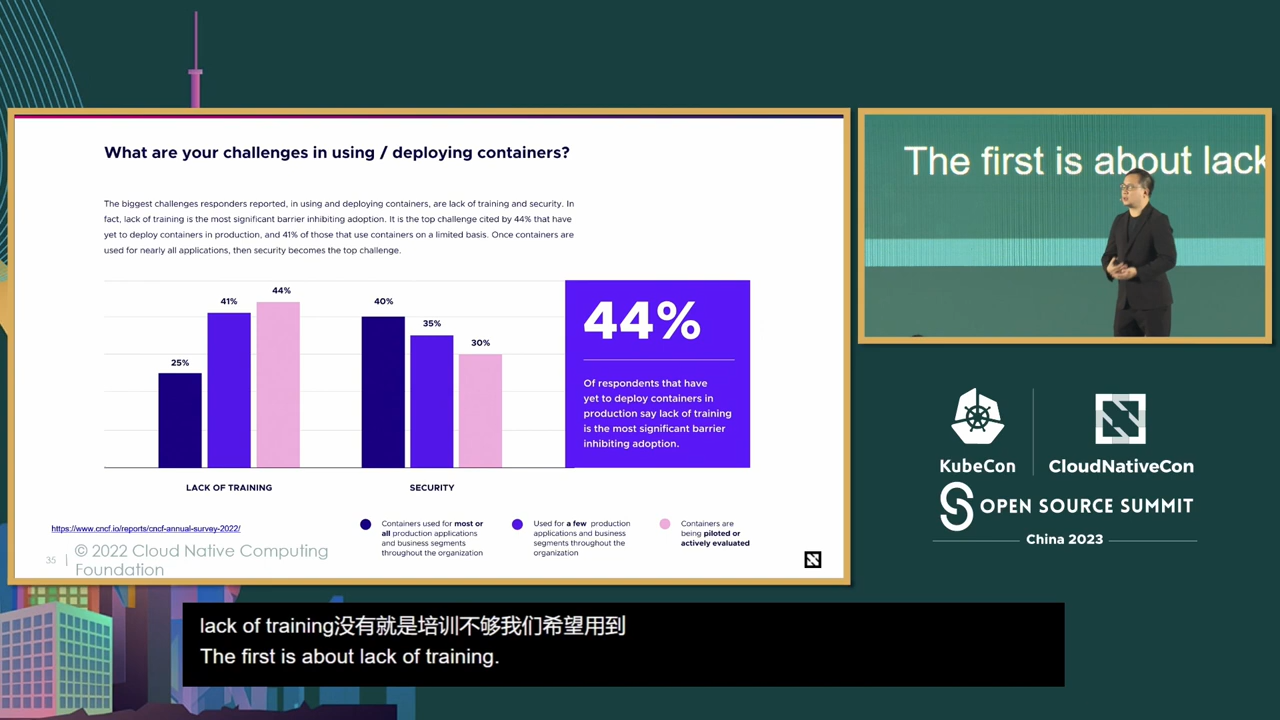 What are your challenges in using / deploying containers?
The biggest challenges responders reported, in using and deploying containers, are lack of training and security. In
fact, lack of training is the most significant barrier inhibiting adoption. It is the top challenge cited by 44% that have
yet to deploy containers in production, and 41% of those that use containers on a limited basis. Once containers are
used for nearly all applications, then security becomes the top challenge.
25%
41%
44%
40%
35%
30%
LACK OF TRAINING
SECURITY
44%
Of respondents that have
yet to deploy containers in
production say lack of training
is the most significant barrier
inhibiting adoption.
https://www.cncf.io/reports/cncf-annual-survey-2022/
Containers used for most or
all production applications
and business segments
throughout the organization
Used for a few production
applications and business
segments throughout the
organization
Containers are
being piloted or
actively evaluated
35
© 2022 Cloud Native Computing
Foundation
The first is about lack
KubeCon
CloudNativeCon
OPEN SOURCE SUMMIT
China 2023
lack of training没有就是培训不够我们希望用到
The first is about lack of training.